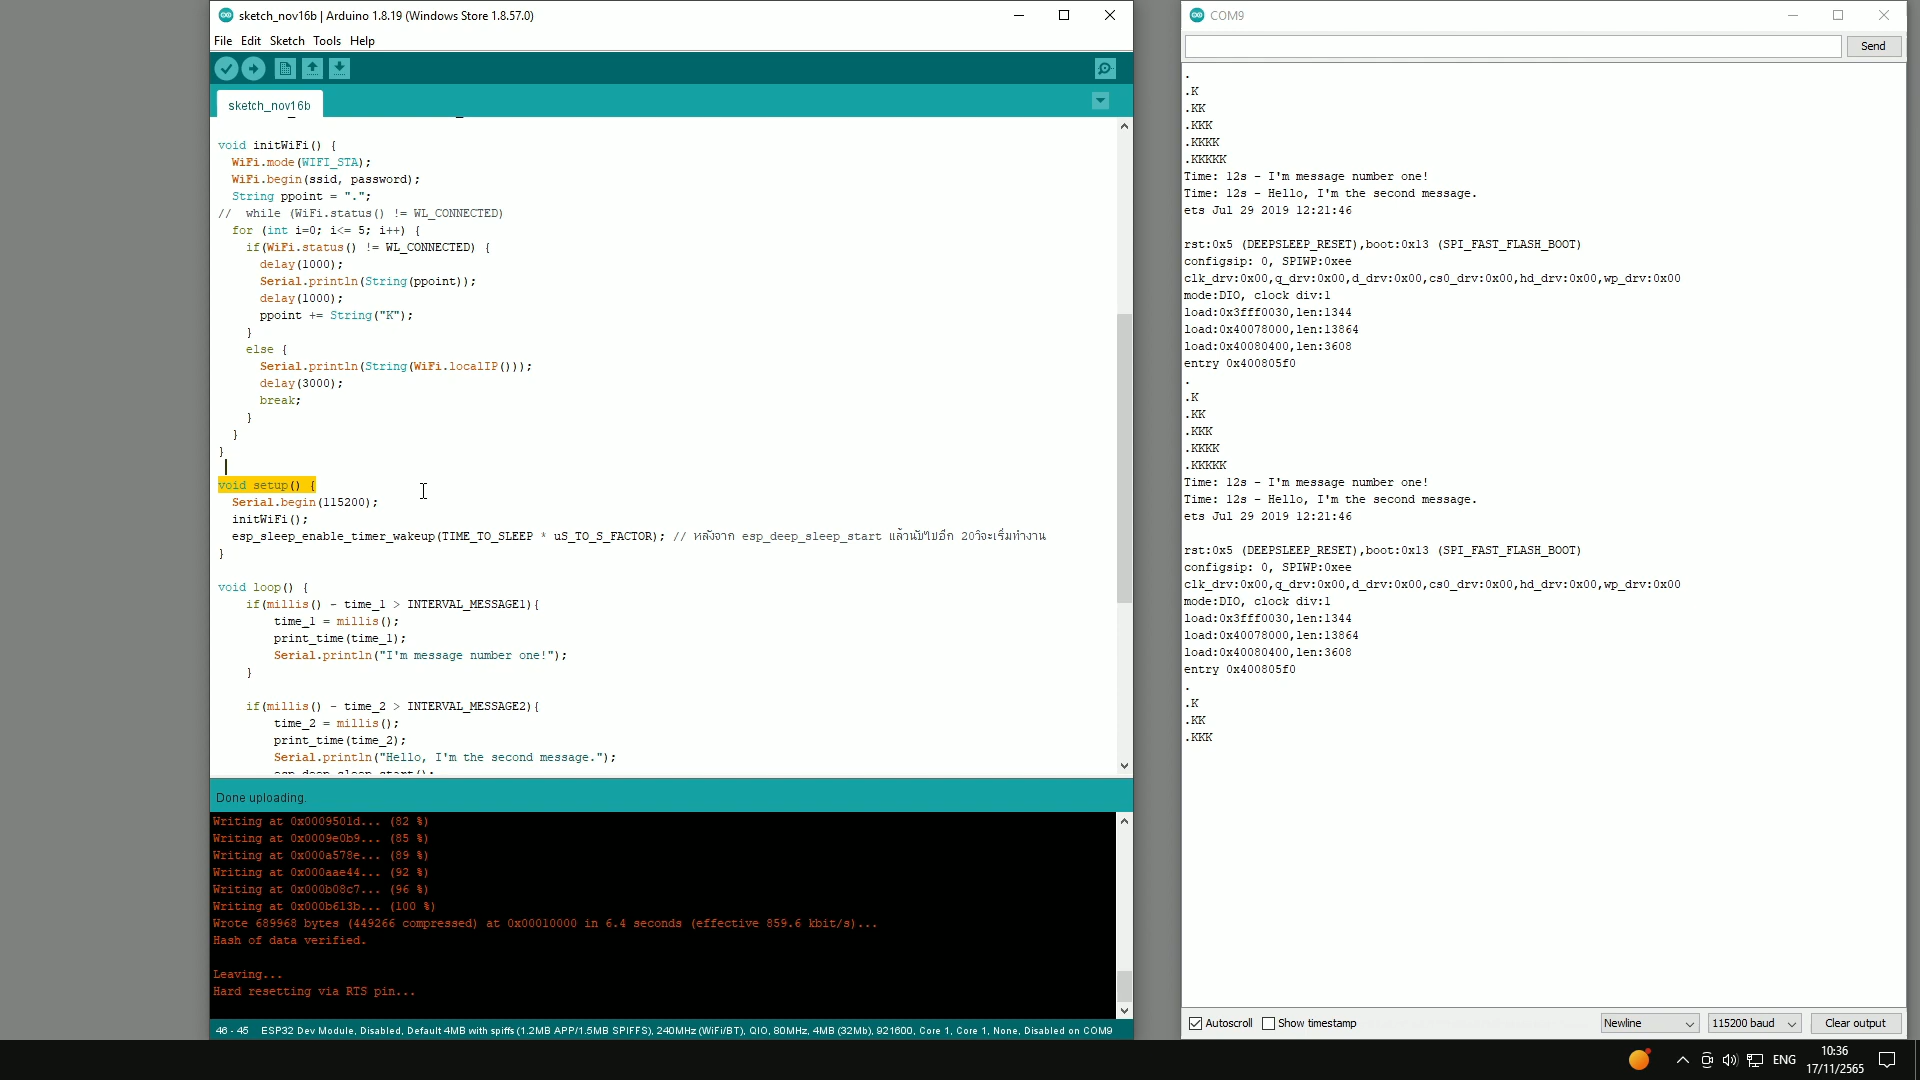 sketch_nov16b | Arduino 1.8.19 (Windows Store 1.8.57.0)
File Edit Sketch Tools Help
sketch_nov16b
void initWiFi() {
WiFi.mode(WIFI_STA);
WiFi.begin(ssid, password);
String ppoint = ".";
// while (WiFi.status() != WL_CONNECTED)
for (int i=0; i<= 5; i++) {
if(WiFi.status() != WL_CONNECTED) {
delay(1000);
Serial.println(String(ppoint));
delay(1000);
ppoint += String("K");
}
else {
Serial.println(String(WiFi.localIP()));
delay(3000);
break;
}
}
}
void setup() {
Serial.begin(115200);
initWiFi();
esp_sleep_enable_timer_wakeup(TIME_TO_SLEEP * uS_TO_S_FACTOR); // หลังจาก esp_deep_sleep_start แล้วนับไปอีก 20วิจะเริ่มทำงาน
}
void loop() {
if(millis() - time_1 > INTERVAL_MESSAGE1){
time_1 = millis();
print_time(time_1);
Serial.println("I'm message number one!");
}
if(millis() - time_2 > INTERVAL_MESSAGE2){
time_2 = millis();
print_time(time_2);
Serial.println("Hello, I'm the second message.");
esp_deep_sleep_start();
Done uploading.
Writing at 0x0009501d... (82 %)
Writing at 0x0009e0b9... (85 %)
Writing at 0x000a578e... (89 %)
Writing at 0x000aae44... (92 %)
Writing at 0x000b08c7... (96 %)
Writing at 0x000b613b... (100 %)
Wrote 689968 bytes (449266 compressed) at 0x00010000 in 6.4 seconds (effective 859.6 kbit/s)...
Hash of data verified.
Leaving...
Hard resetting via RTS pin...
46 - 45 ESP32 Dev Module, Disabled, Default 4MB with spiffs (1.2MB APP/1.5MB SPIFFS), 240MHz (WiFi/BT), QIO, 80MHz, 4MB (32Mb), 921600, Core 1, Core 1, None, Disabled on COM9
COM9
Send
.
.K
.KK
.KKK
.KKKK
.KKKKK
Time: 12s - I'm message number one!
Time: 12s - Hello, I'm the second message.
ets Jul 29 2019 12:21:46
rst:0x5 (DEEPSLEEP_RESET),boot:0x13 (SPI_FAST_FLASH_BOOT)
configsip: 0, SPIWP:0xee
clk_drv:0x00,q_drv:0x00,d_drv:0x00,cs0_drv:0x00,hd_drv:0x00,wp_drv:0x00
mode:DIO, clock div:1
load:0x3fff0030,len:1344
load:0x40078000,len:13864
load:0x40080400,len:3608
entry 0x400805f0
.
.K
.KK
.KKK
.KKKK
.KKKKK
Time: 12s - I'm message number one!
Time: 12s - Hello, I'm the second message.
ets Jul 29 2019 12:21:46
rst:0x5 (DEEPSLEEP_RESET),boot:0x13 (SPI_FAST_FLASH_BOOT)
configsip: 0, SPIWP:0xee
clk_drv:0x00,q_drv:0x00,d_drv:0x00,cs0_drv:0x00,hd_drv:0x00,wp_drv:0x00
mode:DIO, clock div:1
load:0x3fff0030,len:1344
load:0x40078000,len:13864
load:0x40080400,len:3608
entry 0x400805f0
.
.K
.KK
.KKK
Autoscroll Show timestamp Newline 115200 baud Clear output
ENG 10:36
17/11/2565